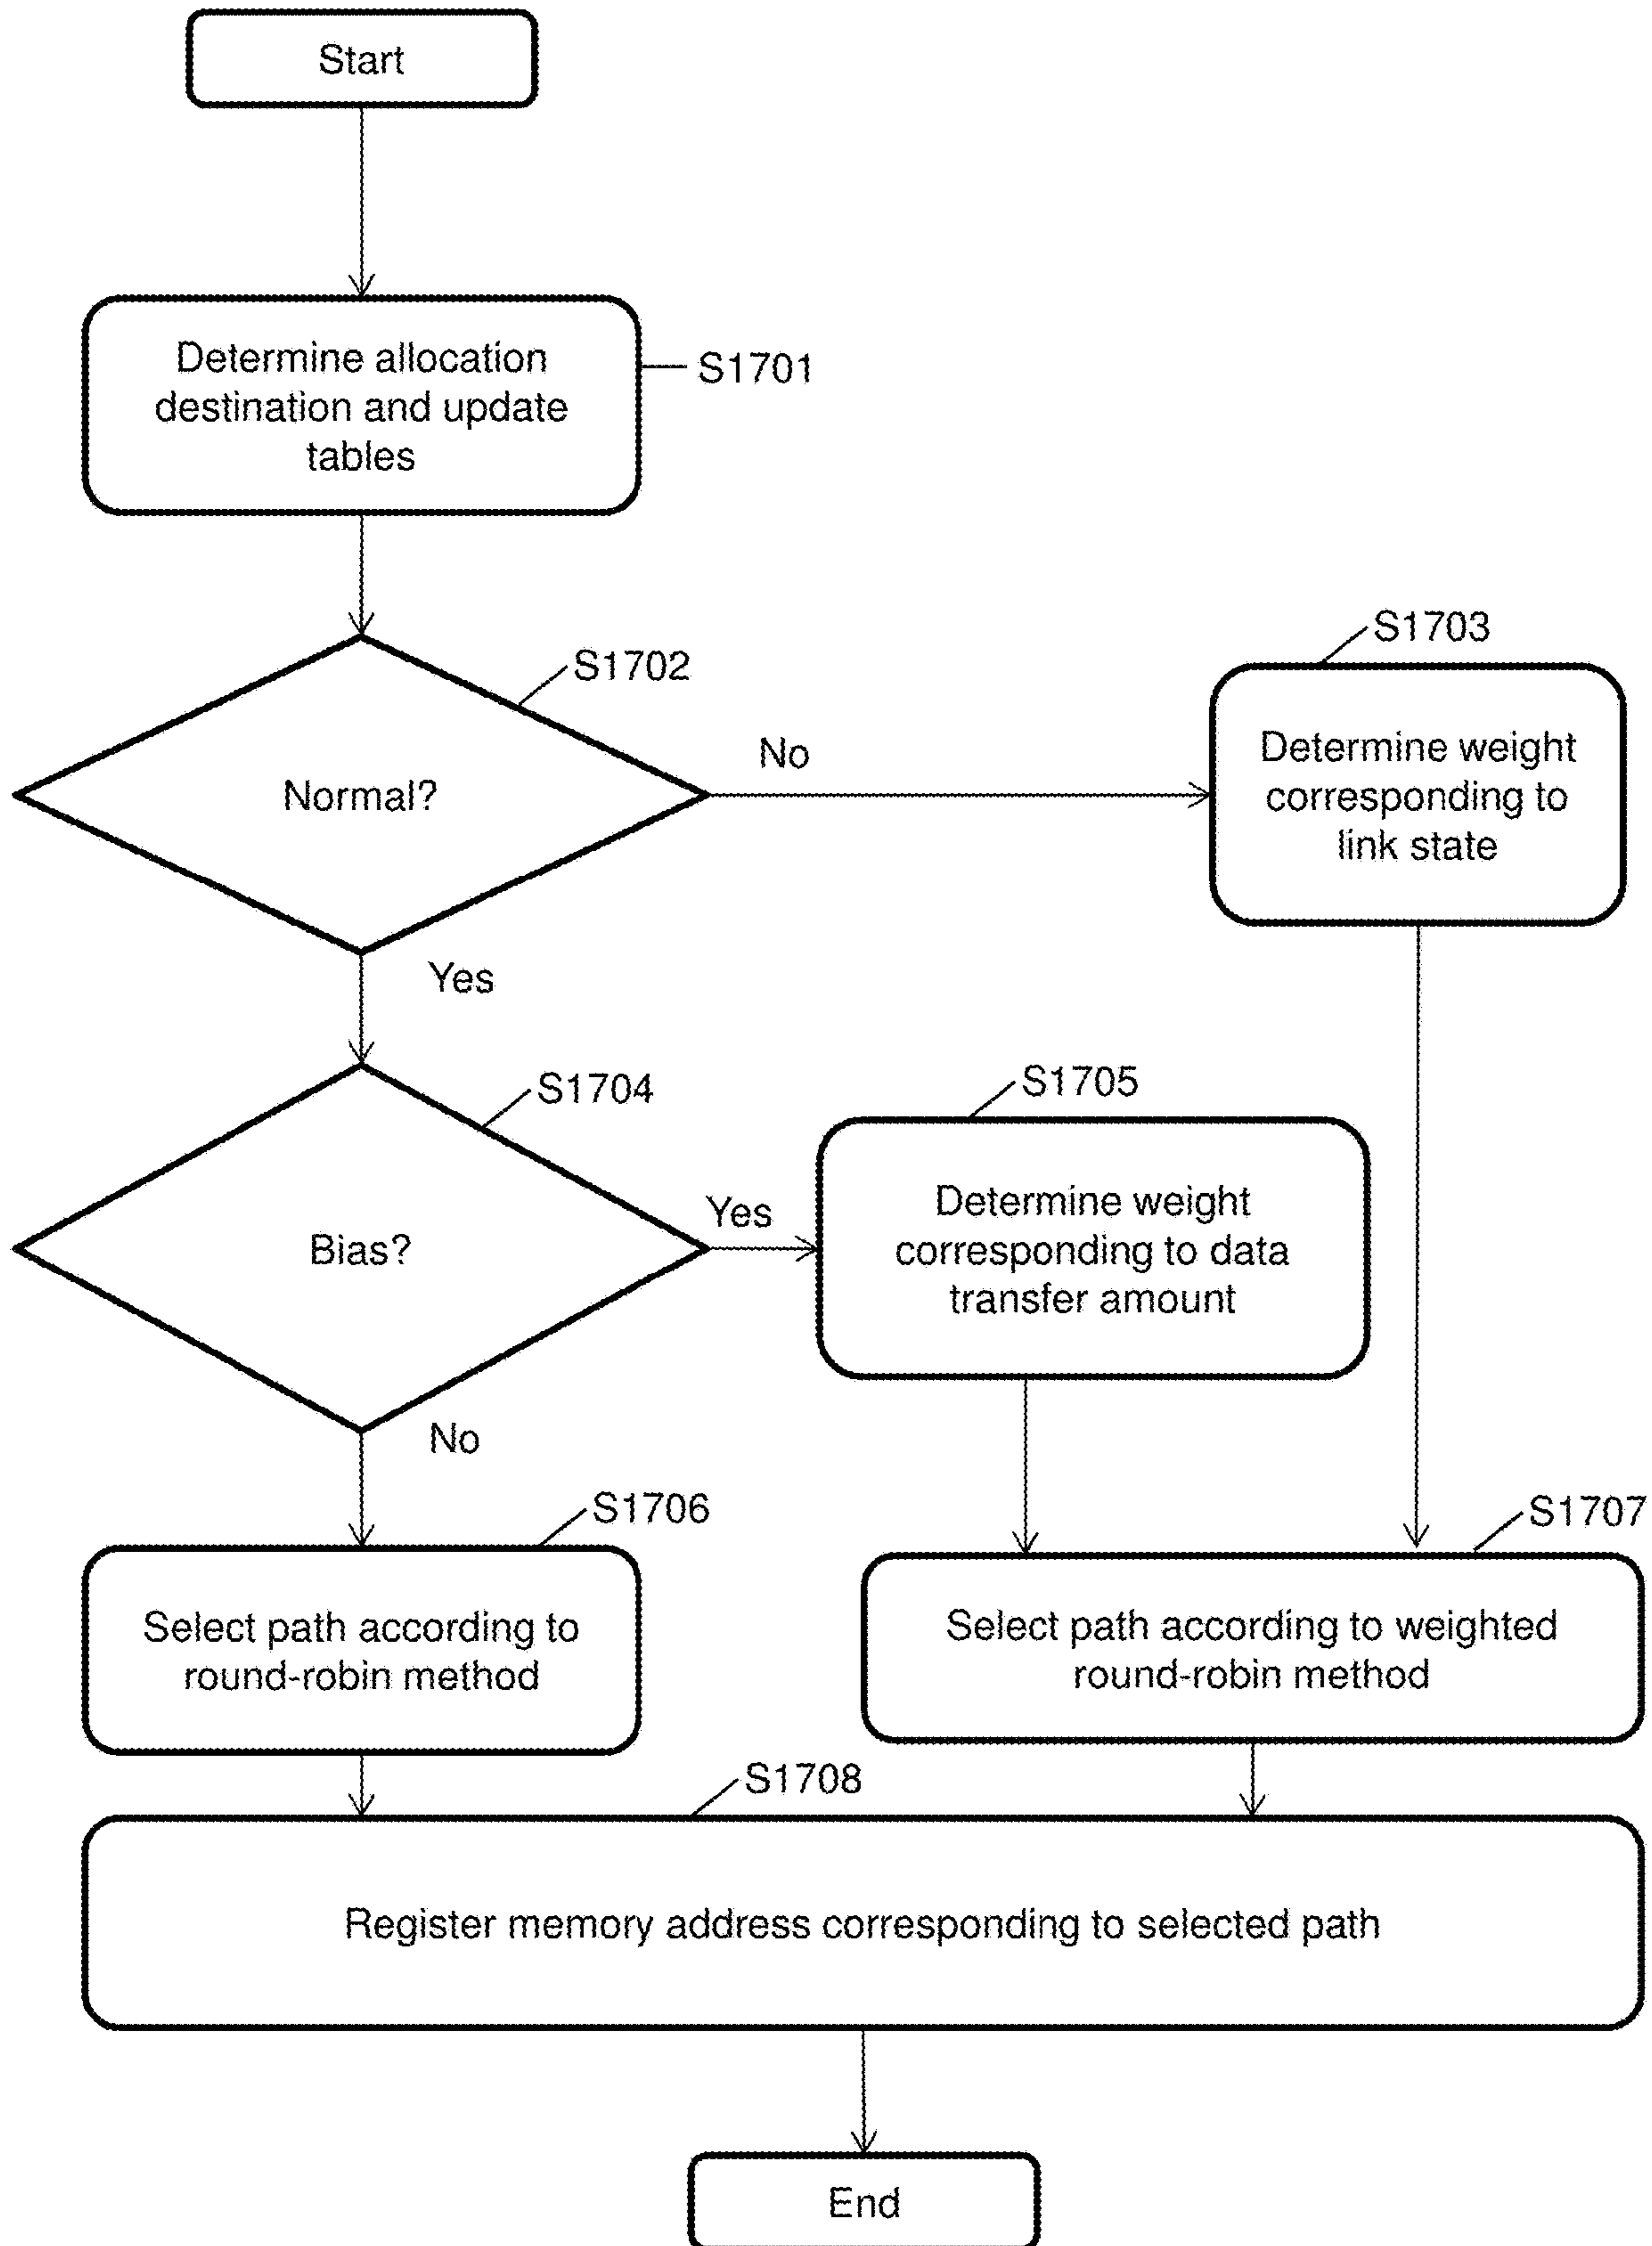 Start
Determine allocation
destination and update
tables
S1701
S1702
Normal?
No
S1703
Determine weight
corresponding to
link state
Yes
S1704
Bias?
Yes
S1705
Determine weight
corresponding to data
transfer amount
No
S1706
Select path according to
round-robin method
S1707
Select path according to weighted
round-robin method
S1708
Register memory address corresponding to selected path
End